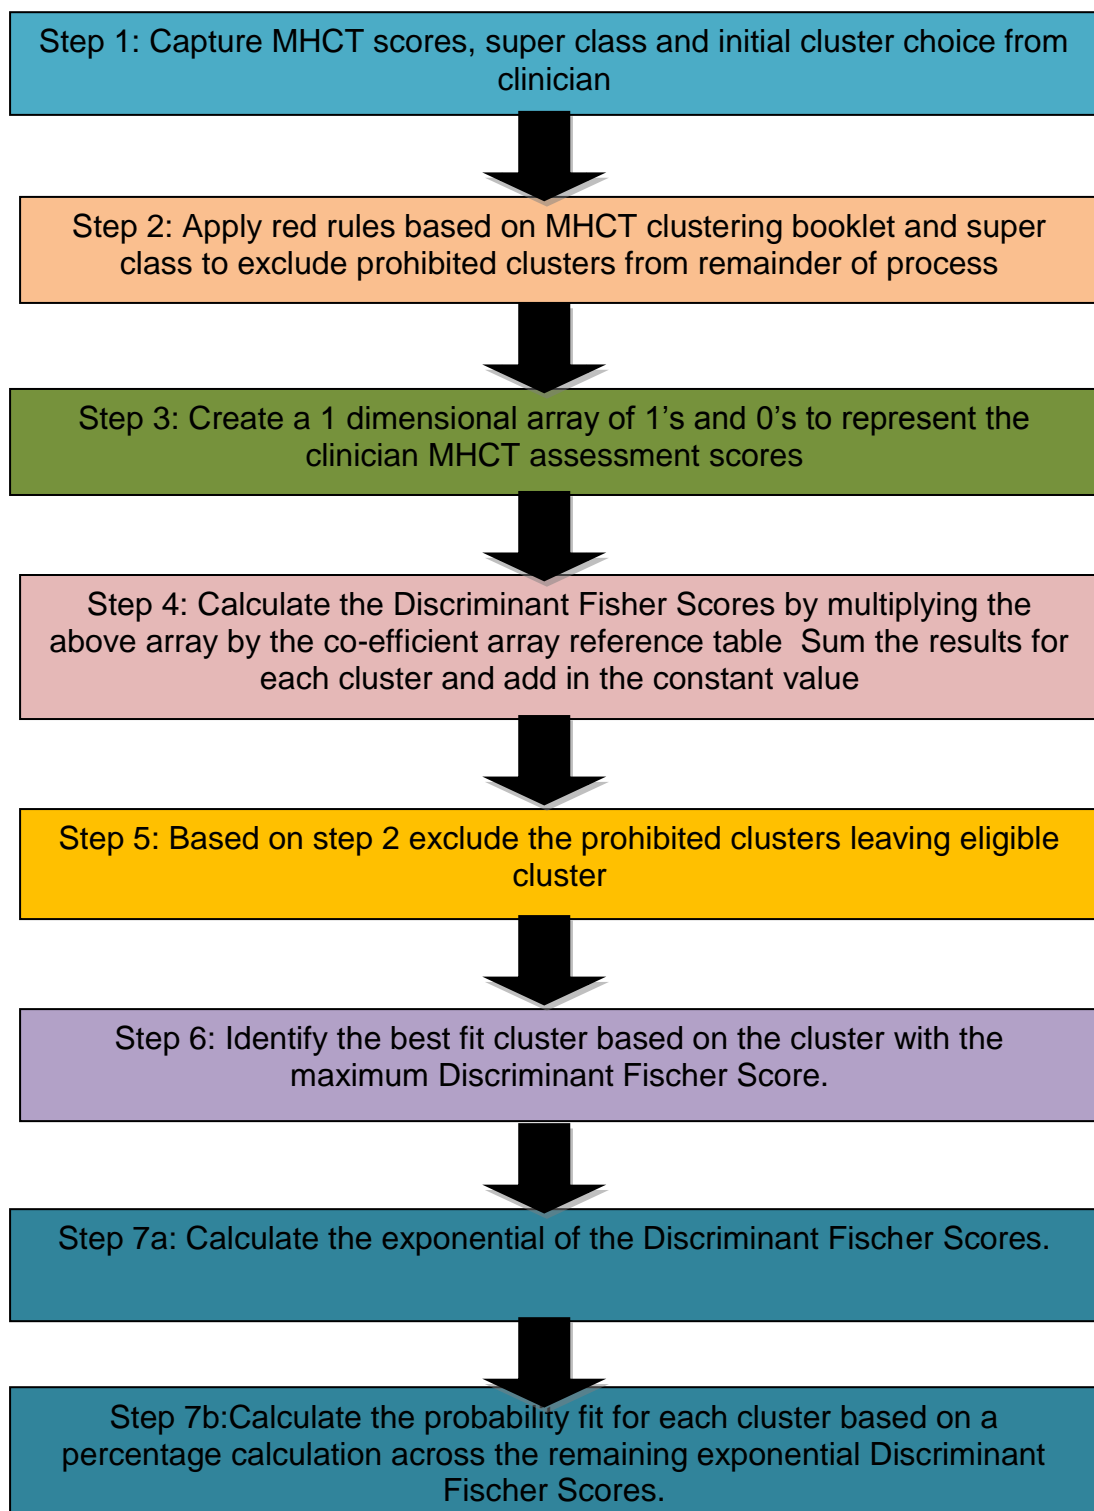 Step 1: Capture MHCT scores, super class and initial cluster choice from
clinician
Step 2: Apply red rules based on MHCT clustering booklet and super
class to exclude prohibited clusters from remainder of process
Step 3: Create a 1 dimensional array of 1’s and 0’s to represent the
clinician MHCT assessment scores
Step 4: Calculate the Discriminant Fisher Scores by multiplying the
above array by the co-efficient array reference table  Sum the results for
each cluster and add in the constant value
Step 5: Based on step 2 exclude the prohibited clusters leaving eligible
cluster
Step 6: Identify the best fit cluster based on the cluster with the
maximum Discriminant Fischer Score.
Step 7a: Calculate the exponential of the Discriminant Fischer Scores.
Step 7b:Calculate the probability fit for each cluster based on a
percentage calculation across the remaining exponential Discriminant
Fischer Scores.